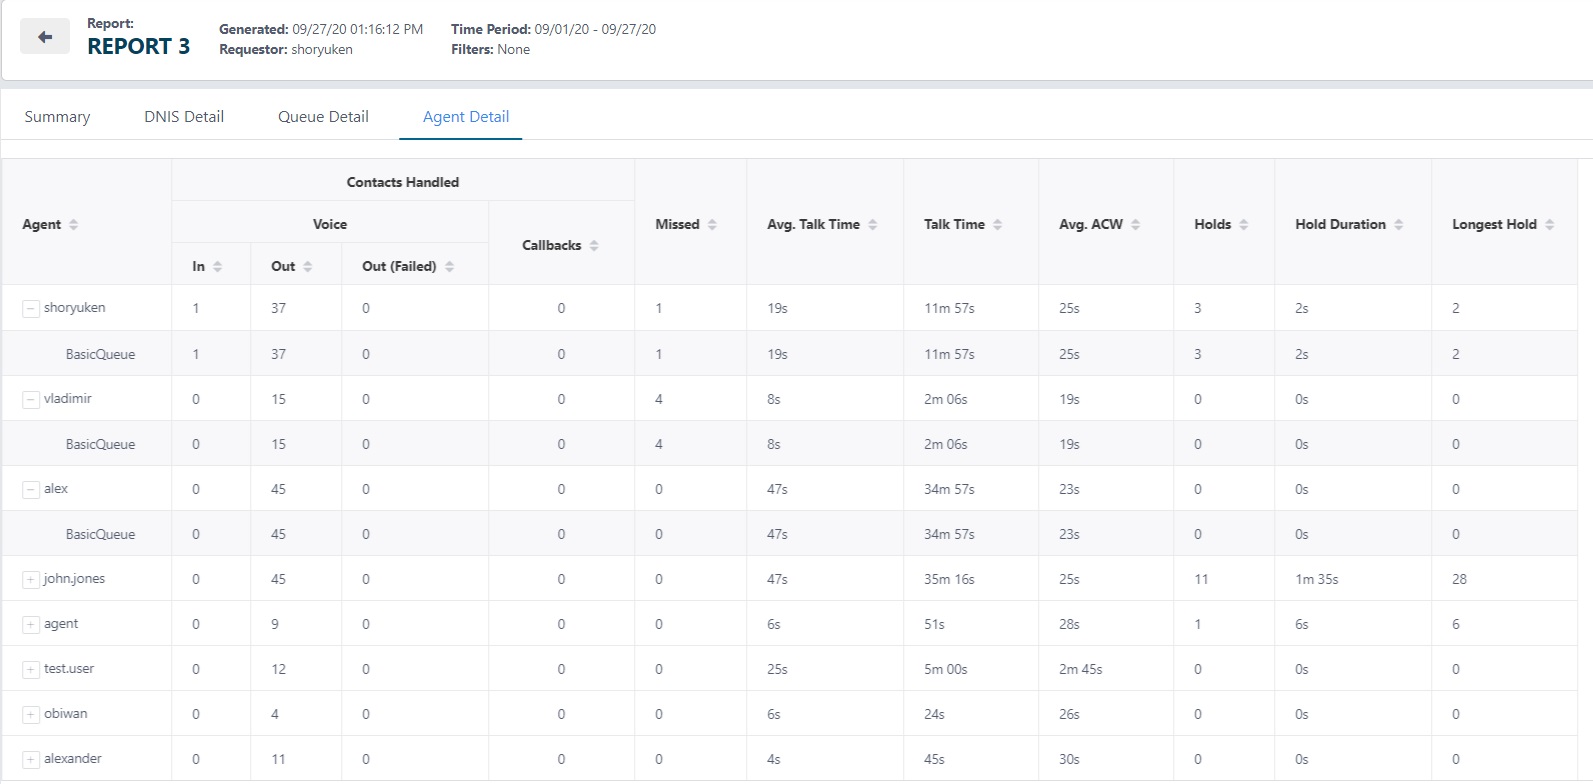 Report:
REPORT 3
Generated: 09/27/20 01:16:12 PM
Requestor: shoryuken
Time Period: 09/01/20 - 09/27/20
Filters: None
Summary DNIS Detail Queue Detail Agent Detail
Contacts Handled
Agent Voice Callbacks Missed Avg. Talk Time Talk Time Avg. ACW Holds Hold Duration Longest Hold
In Out Out (Failed)
shoryuken 1 37 0 0 1 19s 11m 57s 25s 3 2s 2
BasicQueue 1 37 0 0 1 19s 11m 57s 25s 3 2s 2
vladimir 0 15 0 0 4 8s 2m 06s 19s 0 0s 0
BasicQueue 0 15 0 0 4 8s 2m 06s 19s 0 0s 0
alex 0 45 0 0 0 47s 34m 57s 23s 0 0s 0
BasicQueue 0 45 0 0 0 47s 34m 57s 23s 0 0s 0
john.jones 0 45 0 0 0 47s 35m 16s 25s 11 1m 35s 28
agent 0 9 0 0 0 6s 51s 28s 1 6s 6
test.user 0 12 0 0 0 25s 5m 00s 2m 45s 0 0s 0
obiwan 0 4 0 0 0 6s 24s 26s 0 0s 0
alexander 0 11 0 0 0 4s 45s 30s 0 0s 0